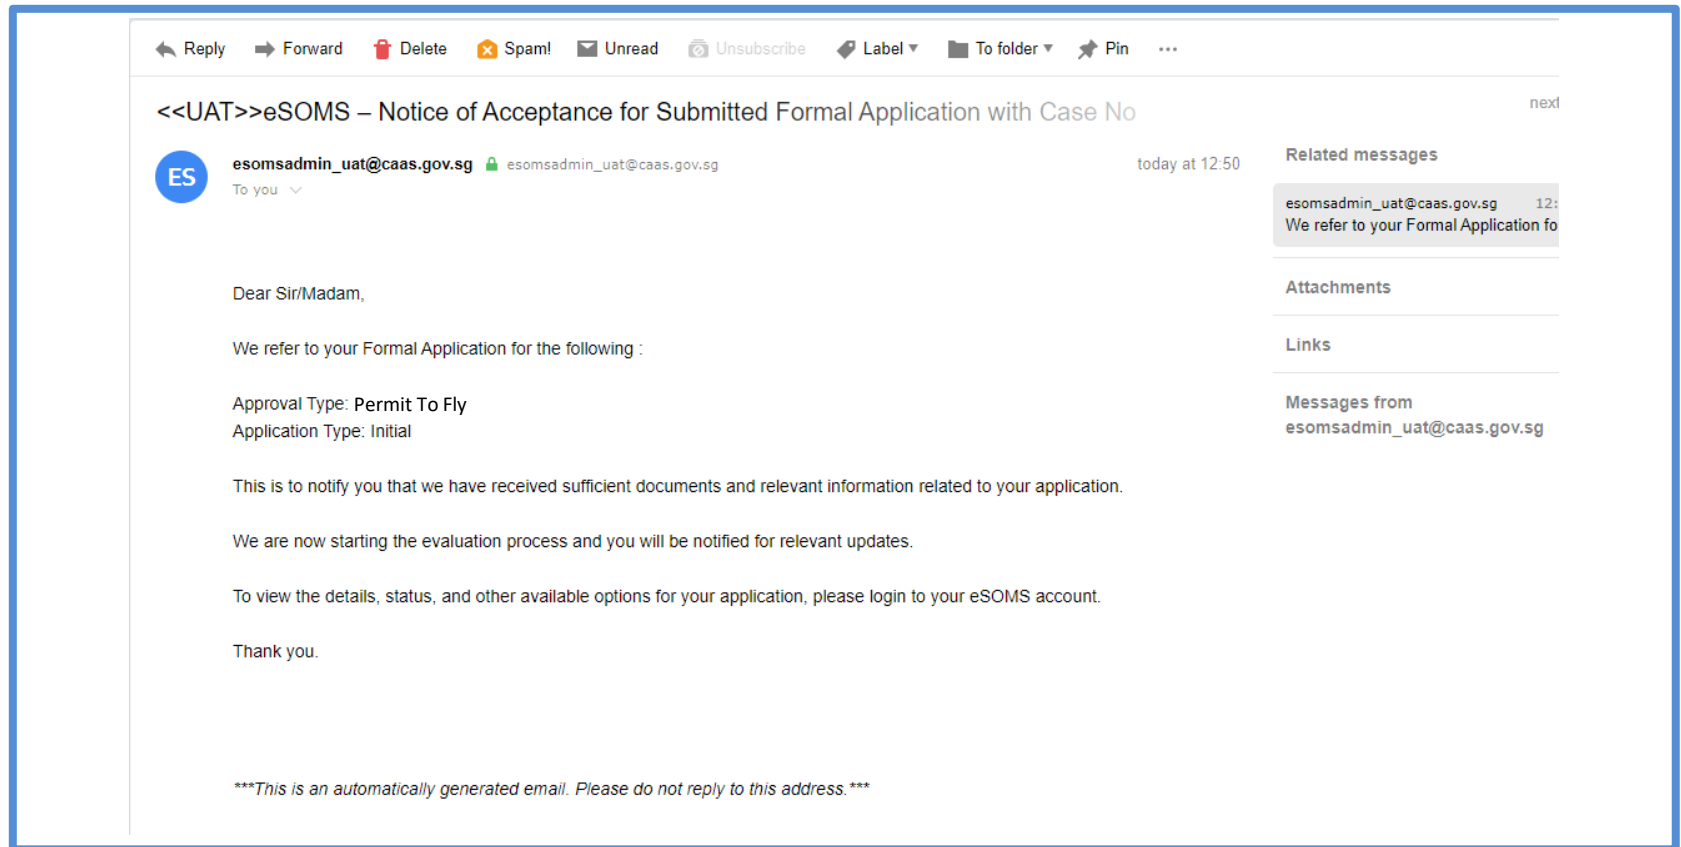 Reply Forward Delete Spam! Unread Unsubscribe Label To folder Pin ...
<<UAT>>eSOMS – Notice of Acceptance for Submitted Formal Application with Case No
next
ES
esomsadmin_uat@caas.gov.sg esomsadmin_uat@caas.gov.sg today at 12:50
To you
Related messages
esomsadmin_uat@caas.gov.sg 12:
We refer to your Formal Application fo
Attachments
Links
Messages from
esomsadmin_uat@caas.gov.sg
Dear Sir/Madam,
We refer to your Formal Application for the following :
Approval Type: Permit To Fly
Application Type: Initial
This is to notify you that we have received sufficient documents and relevant information related to your application.
We are now starting the evaluation process and you will be notified for relevant updates.
To view the details, status, and other available options for your application, please login to your eSOMS account.
Thank you.
***This is an automatically generated email. Please do not reply to this address.***